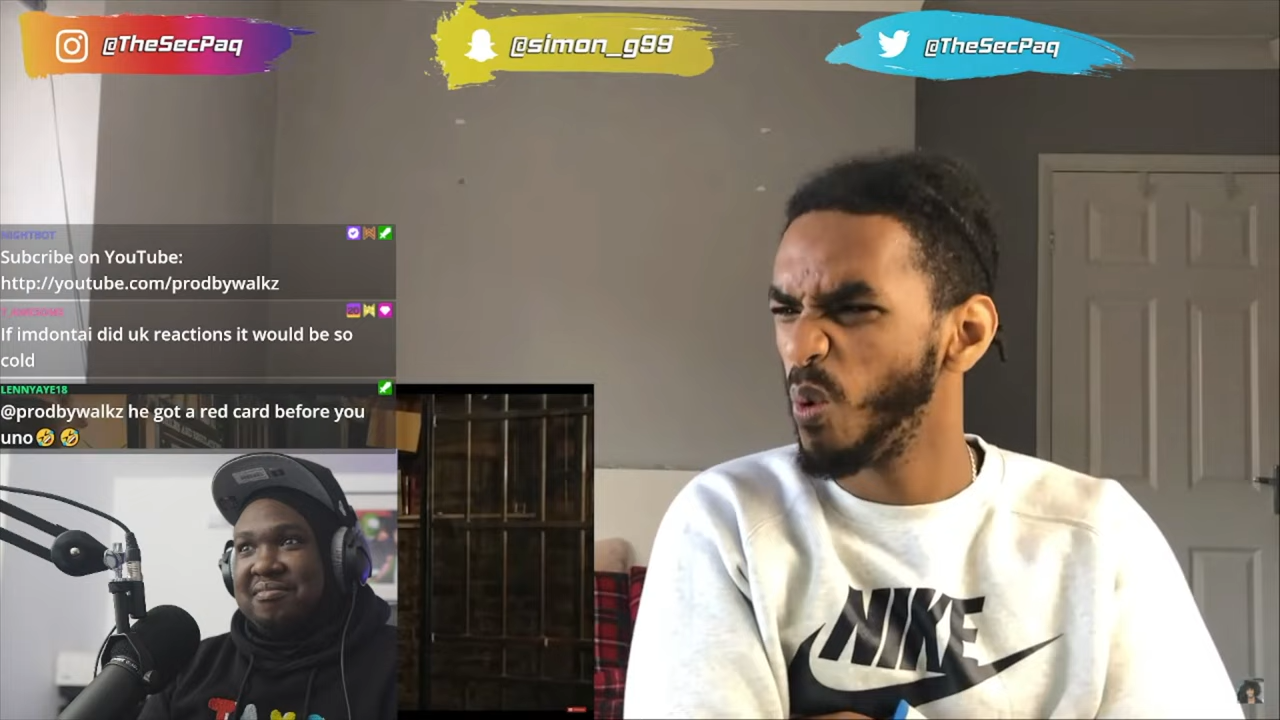 @TheSecPaq
@simon_g99
@TheSecPaq
NIGHTBOT
Subcribe on YouTube:
http://youtube.com/prodbywalkz
If imdontai did uk reactions it would be so
cold
LENNYAYE18
@prodbywalkz he got a red card before you
uno🤣 🤣
NIKE